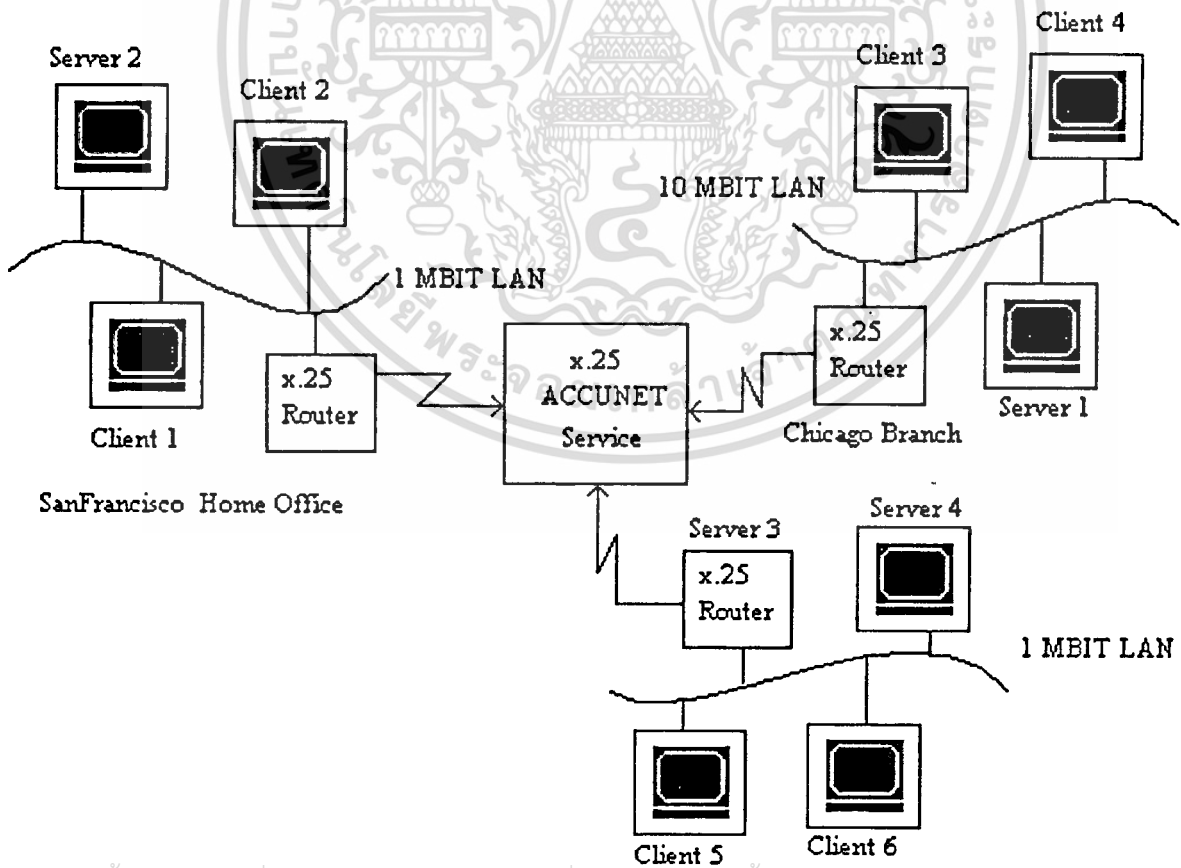 Client 4
Server 2
Client 3
Client 2
10 MBIT LAN
1 MBIT LAN
x.25
ACCUNET
Service
x.25
Router
x.25
Router
Client 1
Server 1
Chicago Branch
SanFrancisco Home Office
Server 4
Server 3
x.25
Router
1 MBIT LAN
Client 5
Client 6